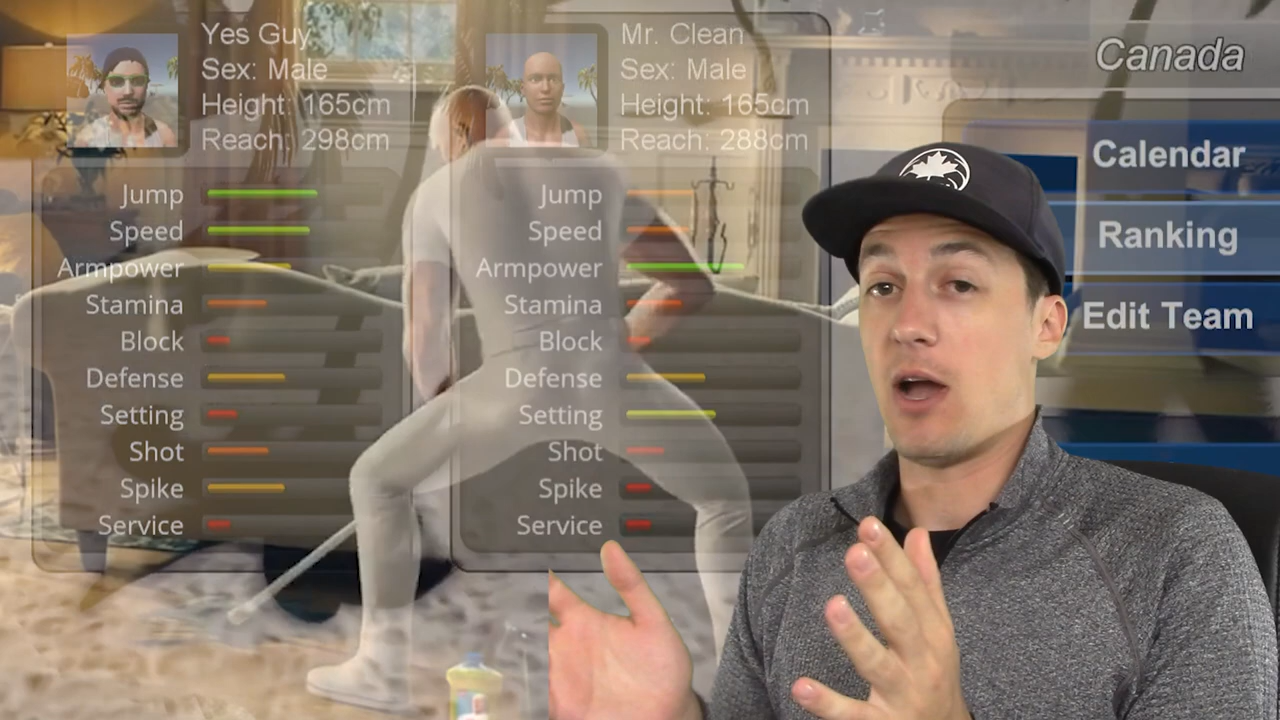 Yes Guy
Sex: Male
Height: 165cm
Reach: 298cm
Jump
Speed
Armpower
Stamina
Block
Defense
Setting
Shot
Spike
Service
Mr. Clean
Sex: Male
Height: 165cm
Reach: 288cm
Jump
Speed
Armpower
Stamina
Block
Defense
Setting
Shot
Spike
Service
Canada
Calendar
Ranking
Edit Team